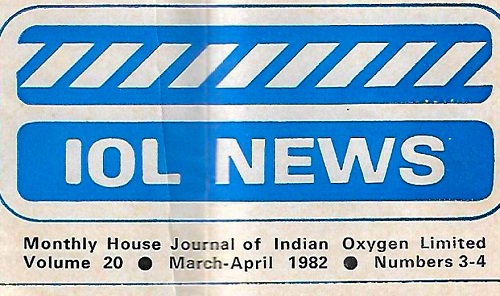 IOL NEWS
Monthly House Journal of Indian Oxygen Limited
Volume 20 ● March-April 1982 ● Numbers 3-4